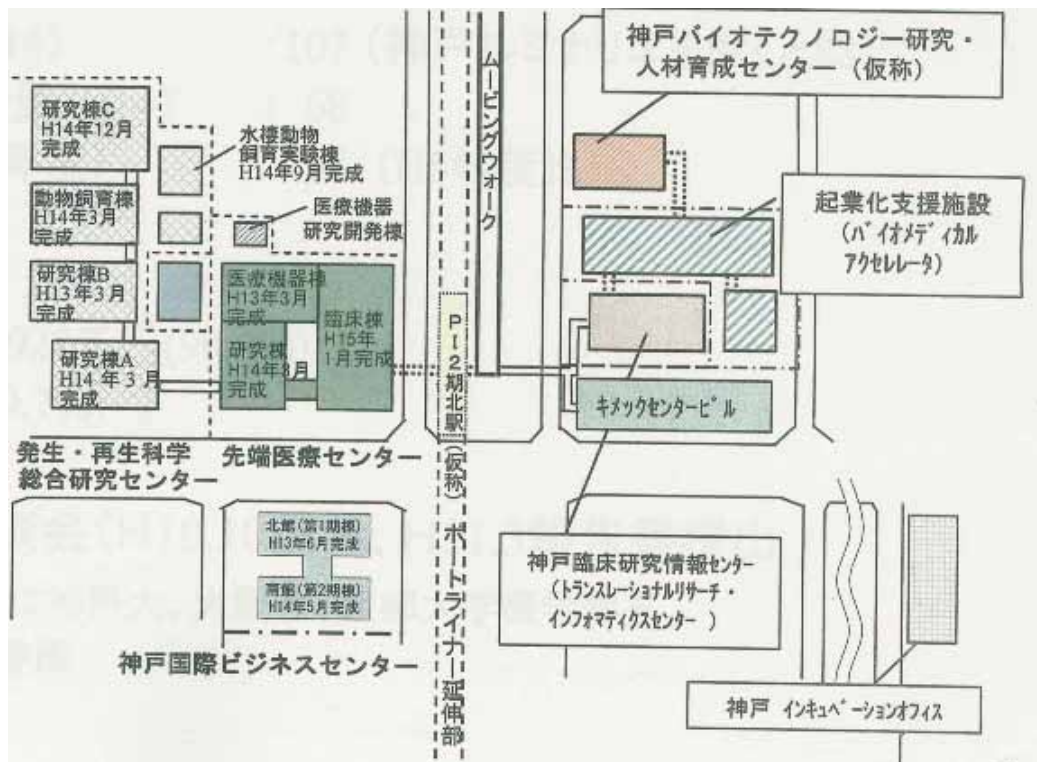 神戸バイオテクノロジー研究・
人材育成センター（仮称）
ムービングウォーク
研究棟C
H14年12月
完成
水棲動物
飼育実験棟
H14年9月完成
動物飼育棟
H14年3月
完成
医療機器
研究開発棟
起業化支援施設
（ﾊﾞｲｵﾒﾃﾞｨｶﾙ
ｱｸｾﾚﾚｰﾀ）
研究棟B
H13年3月
完成
医療機器棟
H13年3月
完成
臨床棟
H15年
1月完成
研究棟
H14年3月
完成
研究棟A
H14年3月
完成
PI2期北駅（仮称）
キメックセンタービル
発生・再生科学
総合研究センター
先端医療センター
北館（第1期棟）
H13年6月完成
南館（第2期棟）
H14年5月完成
神戸国際ビジネスセンター
ポートライナー延伸部
神戸臨床研究情報ｾﾝﾀｰ
（ﾄﾗﾝｽﾚｰｼｮﾅﾙﾘｻｰﾁ・
ｲﾝﾌｫﾏﾃｨｸｽｾﾝﾀｰ）
神戸 ｲﾝｷｭﾍﾞｰｼｮﾝｵﾌｨｽ